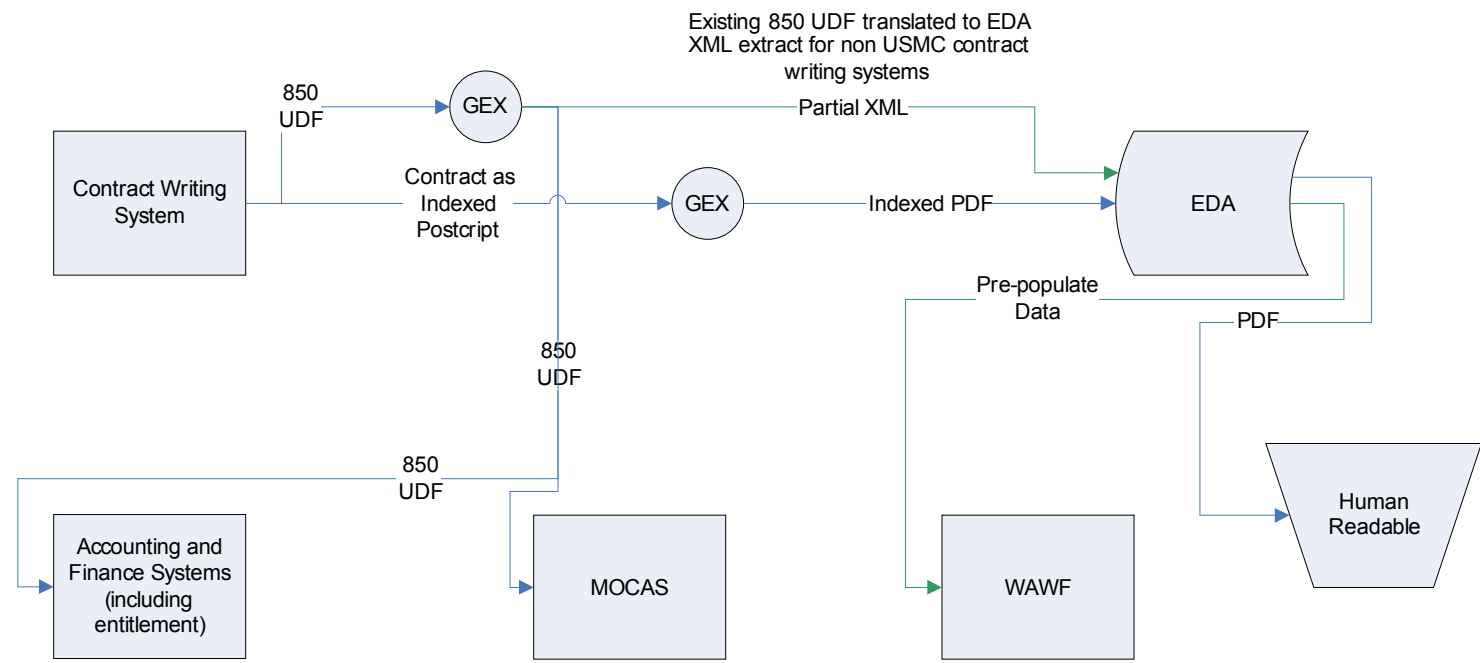 Existing 850 UDF translated to EDA
XML extract for non USMC contract
writing systems
850
UDF
GEX
Partial XML
Contract Writing
System
Contract as
Indexed
Postcript
GEX
Indexed PDF
EDA
Pre-populate
Data
PDF
850
UDF
850
UDF
Accounting and
Finance Systems
(including
entitlement)
MOCAS
WAWF
Human
Readable